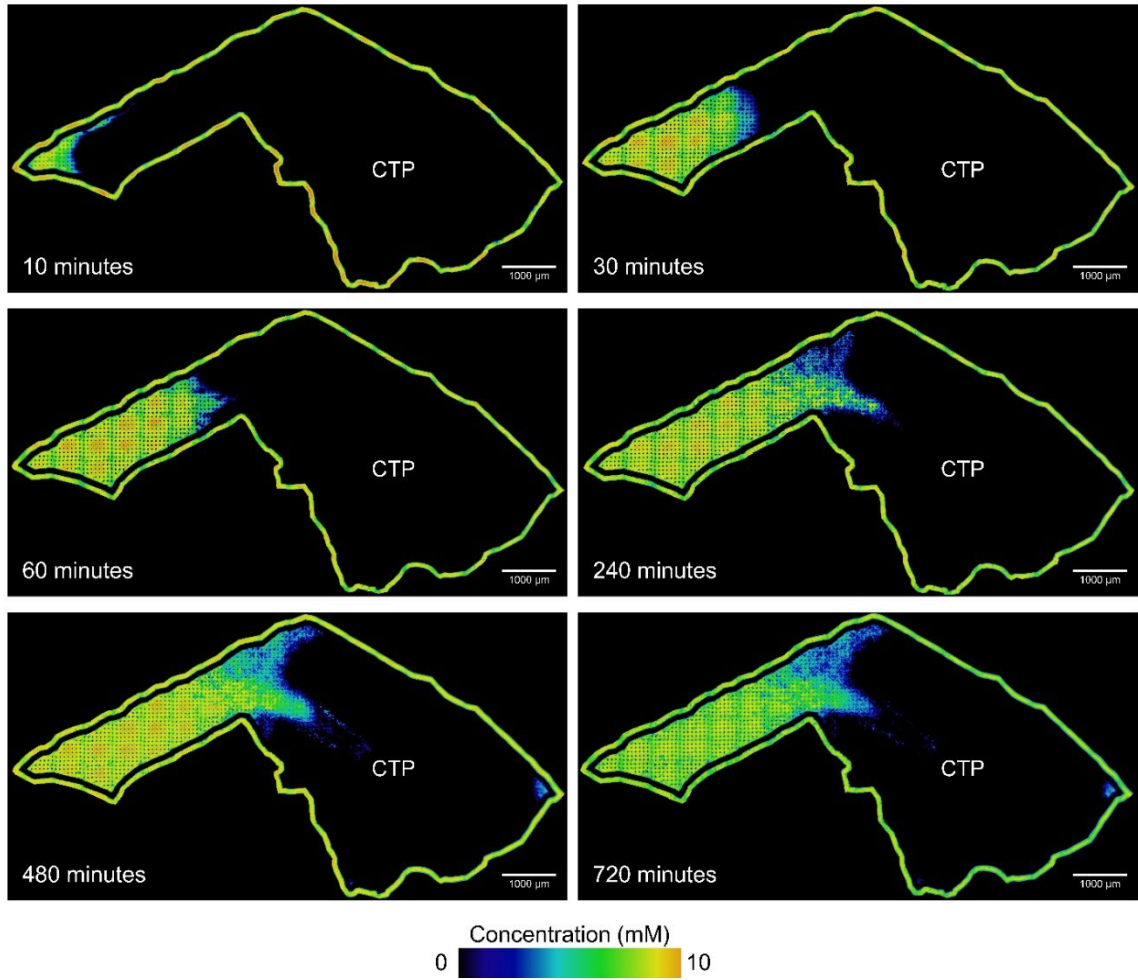 CTP
10 minutes
1000 µm
CTP
30 minutes
1000 µm
CTP
60 minutes
1000 µm
CTP
240 minutes
1000 µm
CTP
480 minutes
1000 µm
CTP
720 minutes
1000 µm
Concentration (mM)
0 10